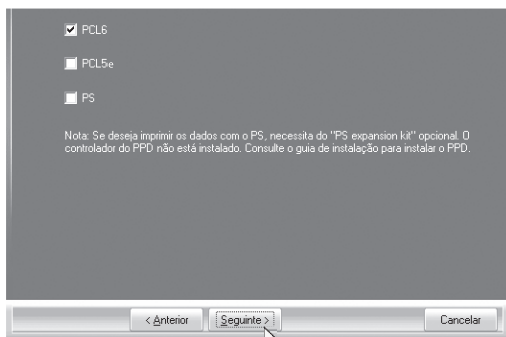 PCL6
PCL5e
PS
Nota: Se deseja imprimir os dados com o PS, necessita do "PS expansion kit" opcional. O
controlador do PPD não está instalado. Consulte o guia de instalação para instalar o PPD.
< Anterior
Seguinte >
Cancelar